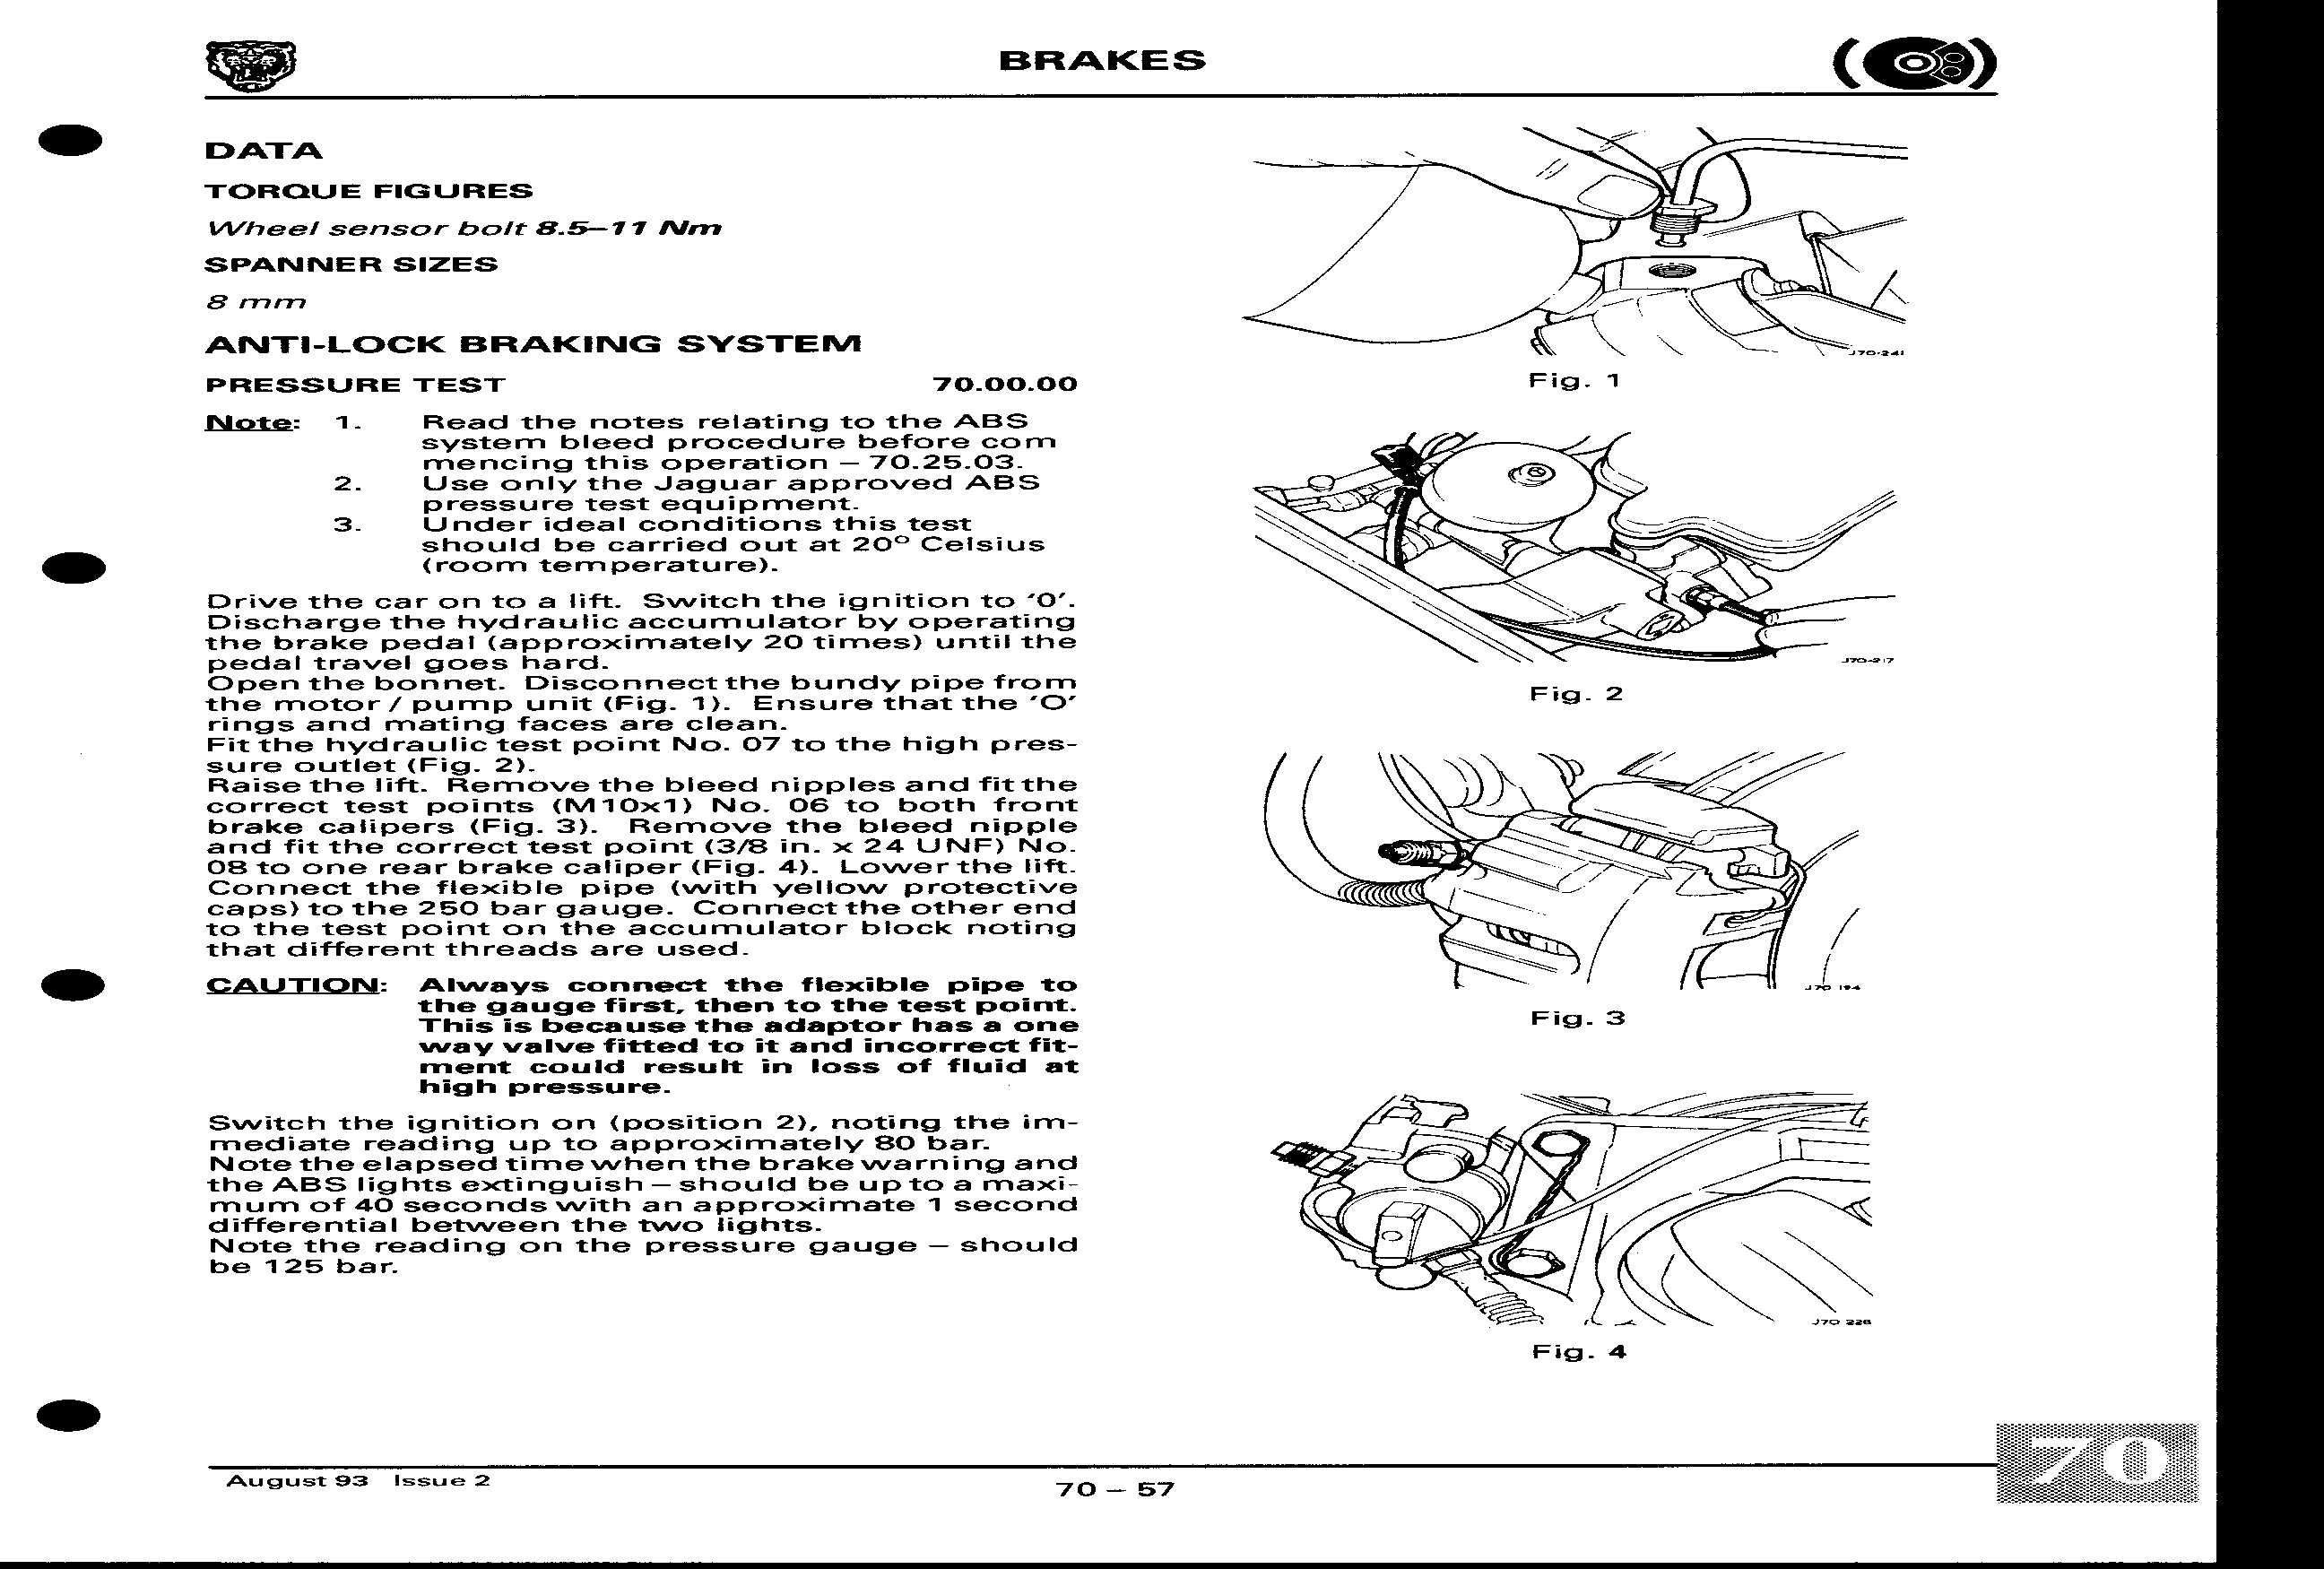 BRAKES
DATA
TORQUE FIGURES
Wheel sensor bolt 8.5–11 Nm
SPANNER SIZES
8 mm
ANTI-LOCK BRAKING SYSTEM
PRESSURE TEST 70.00.00
Note: 1. Read the notes relating to the ABS
system bleed procedure before com
mencing this operation – 70.25.03.
2. Use only the Jaguar approved ABS
pressure test equipment.
3. Under ideal conditions this test
should be carried out at 20° Celsius
(room temperature).
Drive the car on to a lift. Switch the ignition to '0'.
Discharge the hydraulic accumulator by operating
the brake pedal (approximately 20 times) until the
pedal travel goes hard.
Open the bonnet. Disconnect the bundy pipe from
the motor / pump unit (Fig. 1). Ensure that the 'O'
rings and mating faces are clean.
Fit the hydraulic test point No. 07 to the high pres-
sure outlet (Fig. 2).
Raise the lift. Remove the bleed nipples and fit the
correct test points (M10x1) No. 06 to both front
brake calipers (Fig. 3). Remove the bleed nipple
and fit the correct test point (3/8 in. x 24 UNF) No.
08 to one rear brake caliper (Fig. 4). Lower the lift.
Connect the flexible pipe (with yellow protective
caps) to the 250 bar gauge. Connect the other end
to the test point on the accumulator block noting
that different threads are used.
CAUTION: Always connect the flexible pipe to
the gauge first, then to the test point.
This is because the adaptor has a one
way valve fitted to it and incorrect fit-
ment could result in loss of fluid at
high pressure.
Switch the ignition on (position 2), noting the im-
mediate reading up to approximately 80 bar.
Note the elapsed time when the brake warning and
the ABS lights extinguish – should be up to a maxi-
mum of 40 seconds with an approximate 1 second
differential between the two lights.
Note the reading on the pressure gauge – should
be 125 bar.
J70-241
Fig. 1
J70-217
Fig. 2
J70 194
Fig. 3
J70 226
Fig. 4
August 93 Issue 2
70 – 57
70